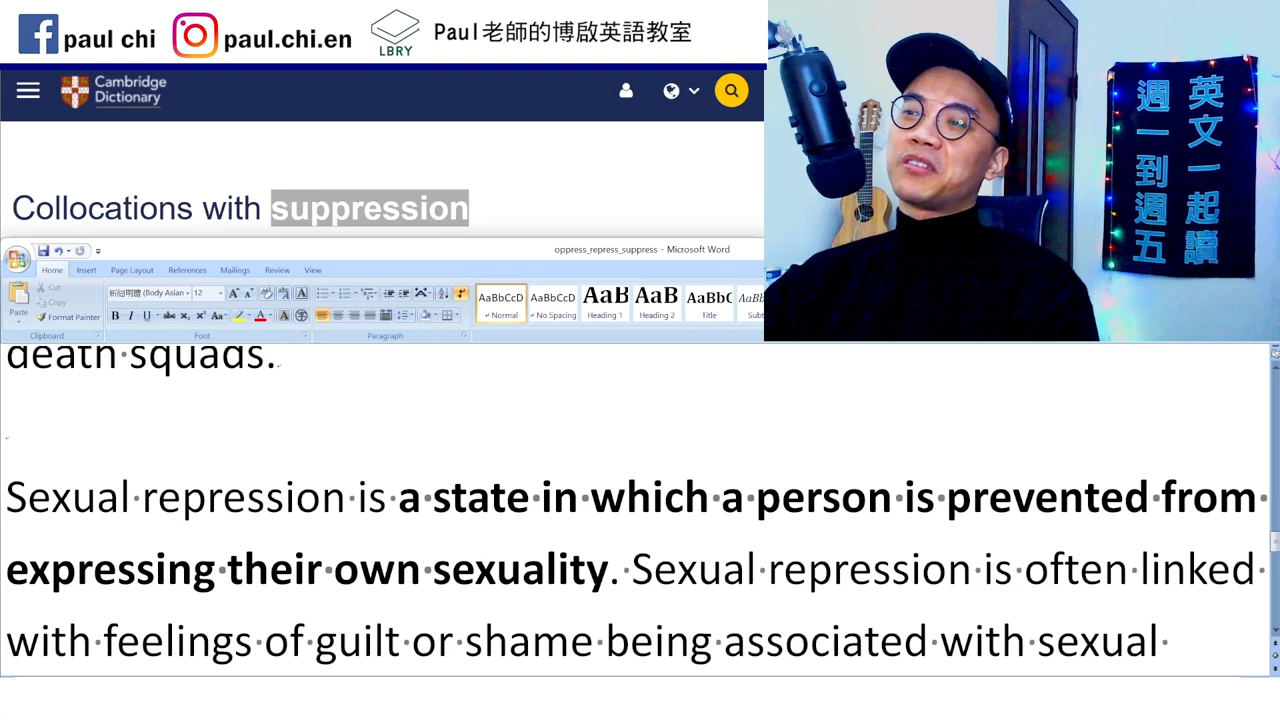 paul chi
paul.chi.en
LBRY
Paul老師的博啟英語教室
Cambridge
Dictionary
Collocations with suppression
oppress_repress_suppress - Microsoft Word
Home Insert Page Layout References Mailings Review View
Paste
Cut
Copy
Format Painter
Clipboard
新細明體 (Body Asian 12
Font
Paragraph
AaBbCcD AaBbCcD AaBb AaB AaBbC AaBb
Normal No Spacing Heading 1 Heading 2 Title Subt
英文一起讀
週一到週五
death squads.
Sexual repression is a state in which a person is prevented from
expressing their own sexuality. Sexual repression is often linked
with feelings of guilt or shame being associated with sexual